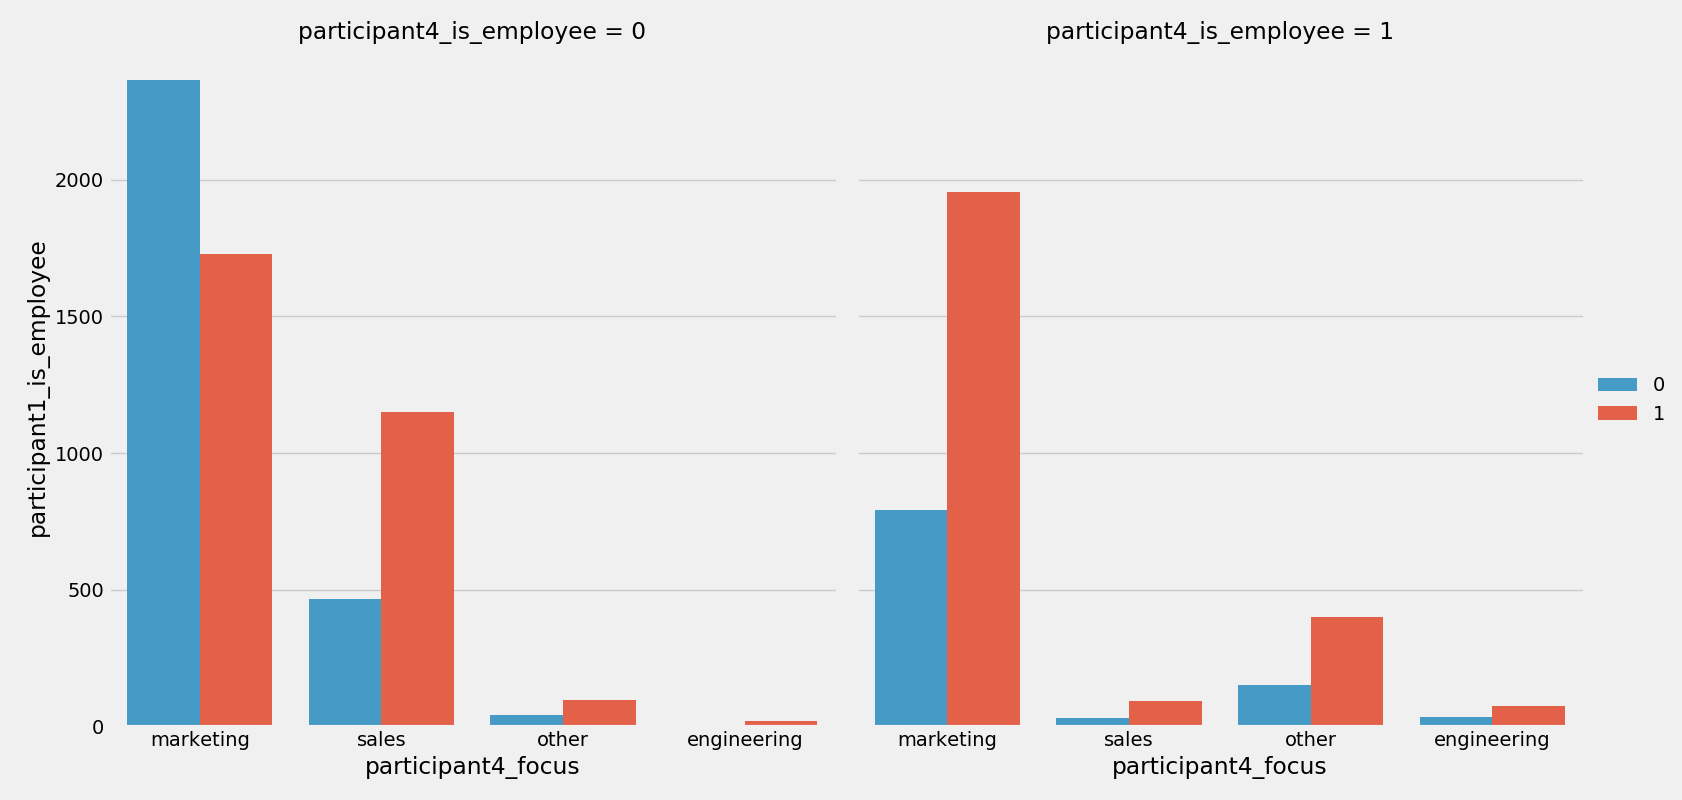 participant4_is_employee = 0
participant4_is_employee = 1
participant1_is_employee
2000
1500
1000
500
0
0
1
marketing sales other engineering
marketing sales other engineering
participant4_focus
participant4_focus